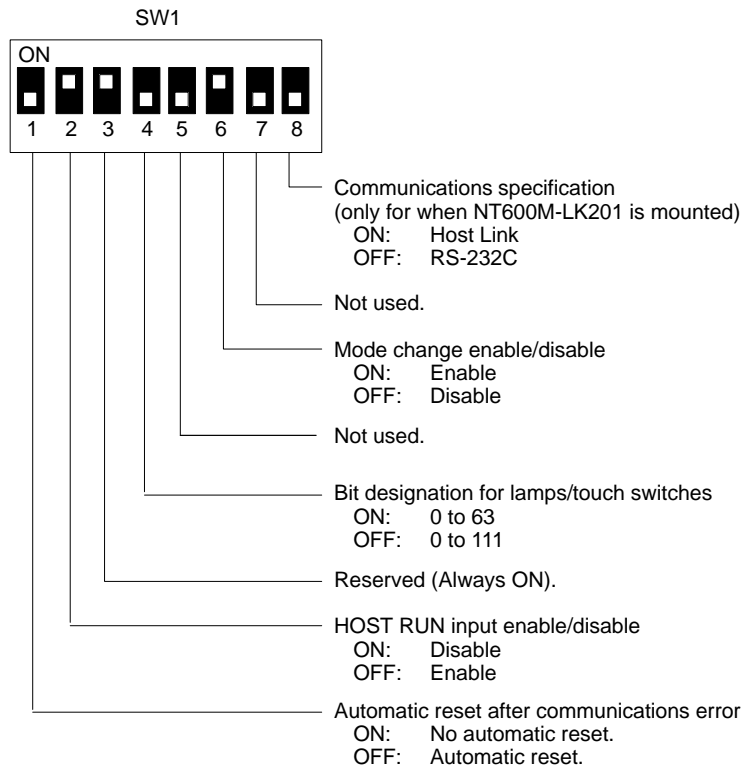 SW1
ON
1 2 3 4 5 6 7 8
Communications specification
(only for when NT600M-LK201 is mounted)
ON: Host Link
OFF: RS-232C
Not used.
Mode change enable/disable
ON: Enable
OFF: Disable
Not used.
Bit designation for lamps/touch switches
ON: 0 to 63
OFF: 0 to 111
Reserved (Always ON).
HOST RUN input enable/disable
ON: Disable
OFF: Enable
Automatic reset after communications error
ON: No automatic reset.
OFF: Automatic reset.